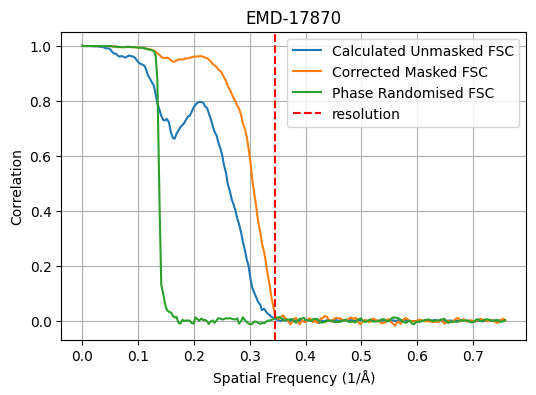 EMD-17870
Calculated Unmasked FSC
Corrected Masked FSC
Phase Randomised FSC
resolution
Correlation
1.0
0.8
0.6
0.4
0.2
0.0
0.0 0.1 0.2 0.3 0.4 0.5 0.6 0.7
Spatial Frequency (1/Å)